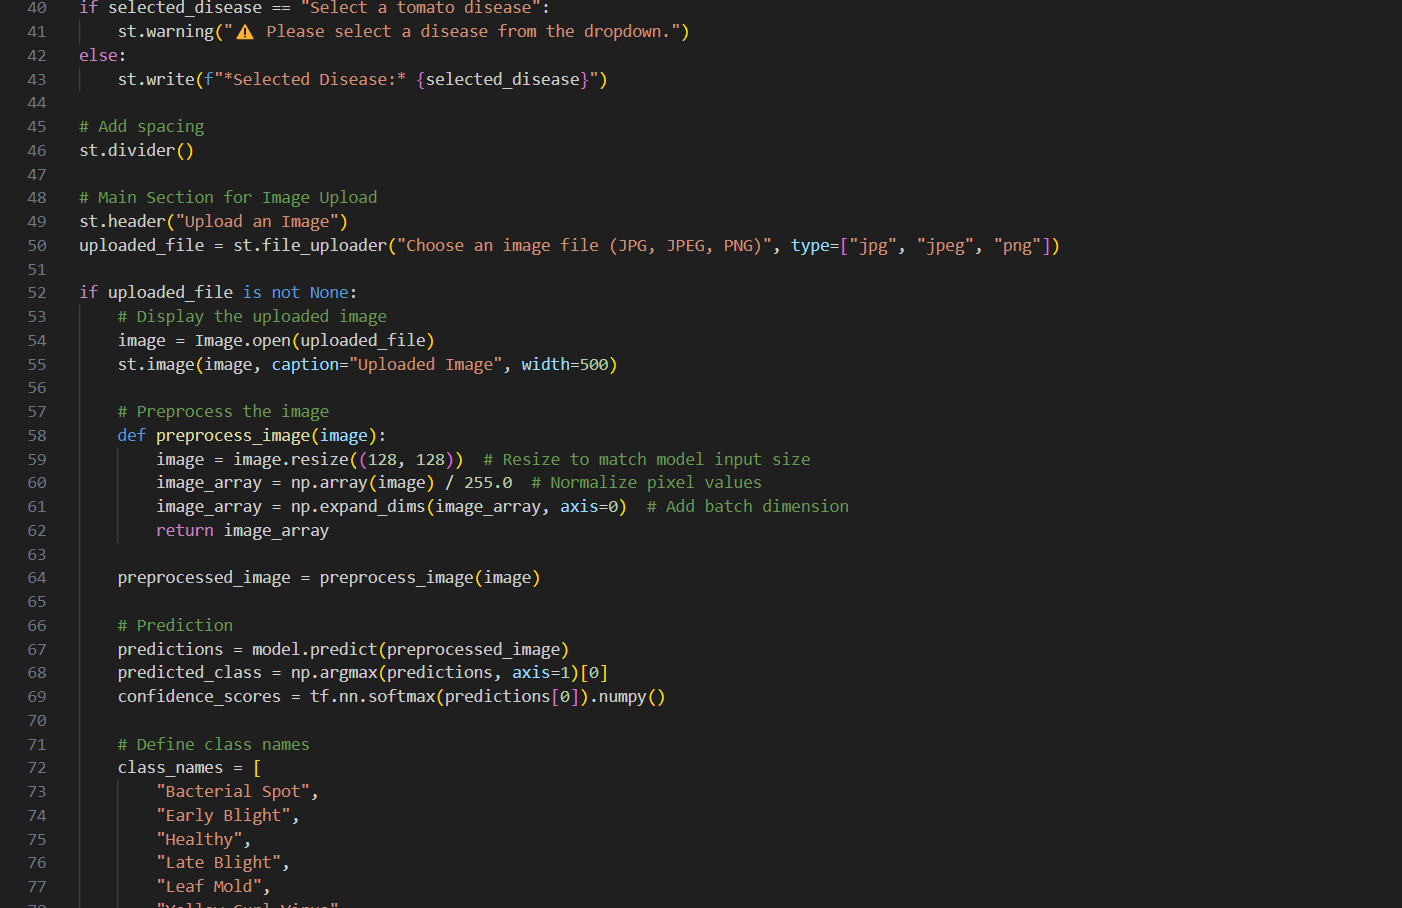 40 if selected_disease == "Select a tomato disease":
41     st.warning("⚠️ Please select a disease from the dropdown.")
42 else:
43     st.write(f"*Selected Disease:* {selected_disease}")
44
45 # Add spacing
46 st.divider()
47
48 # Main Section for Image Upload
49 st.header("Upload an Image")
50 uploaded_file = st.file_uploader("Choose an image file (JPG, JPEG, PNG)", type=["jpg", "jpeg", "png"])
51
52 if uploaded_file is not None:
53     # Display the uploaded image
54     image = Image.open(uploaded_file)
55     st.image(image, caption="Uploaded Image", width=500)
56
57     # Preprocess the image
58     def preprocess_image(image):
59         image = image.resize((128, 128))  # Resize to match model input size
60         image_array = np.array(image) / 255.0  # Normalize pixel values
61         image_array = np.expand_dims(image_array, axis=0)  # Add batch dimension
62         return image_array
63
64     preprocessed_image = preprocess_image(image)
65
66     # Prediction
67     predictions = model.predict(preprocessed_image)
68     predicted_class = np.argmax(predictions, axis=1)[0]
69     confidence_scores = tf.nn.softmax(predictions[0]).numpy()
70
71     # Define class names
72     class_names = [
73         "Bacterial Spot",
74         "Early Blight",
75         "Healthy",
76         "Late Blight",
77         "Leaf Mold",